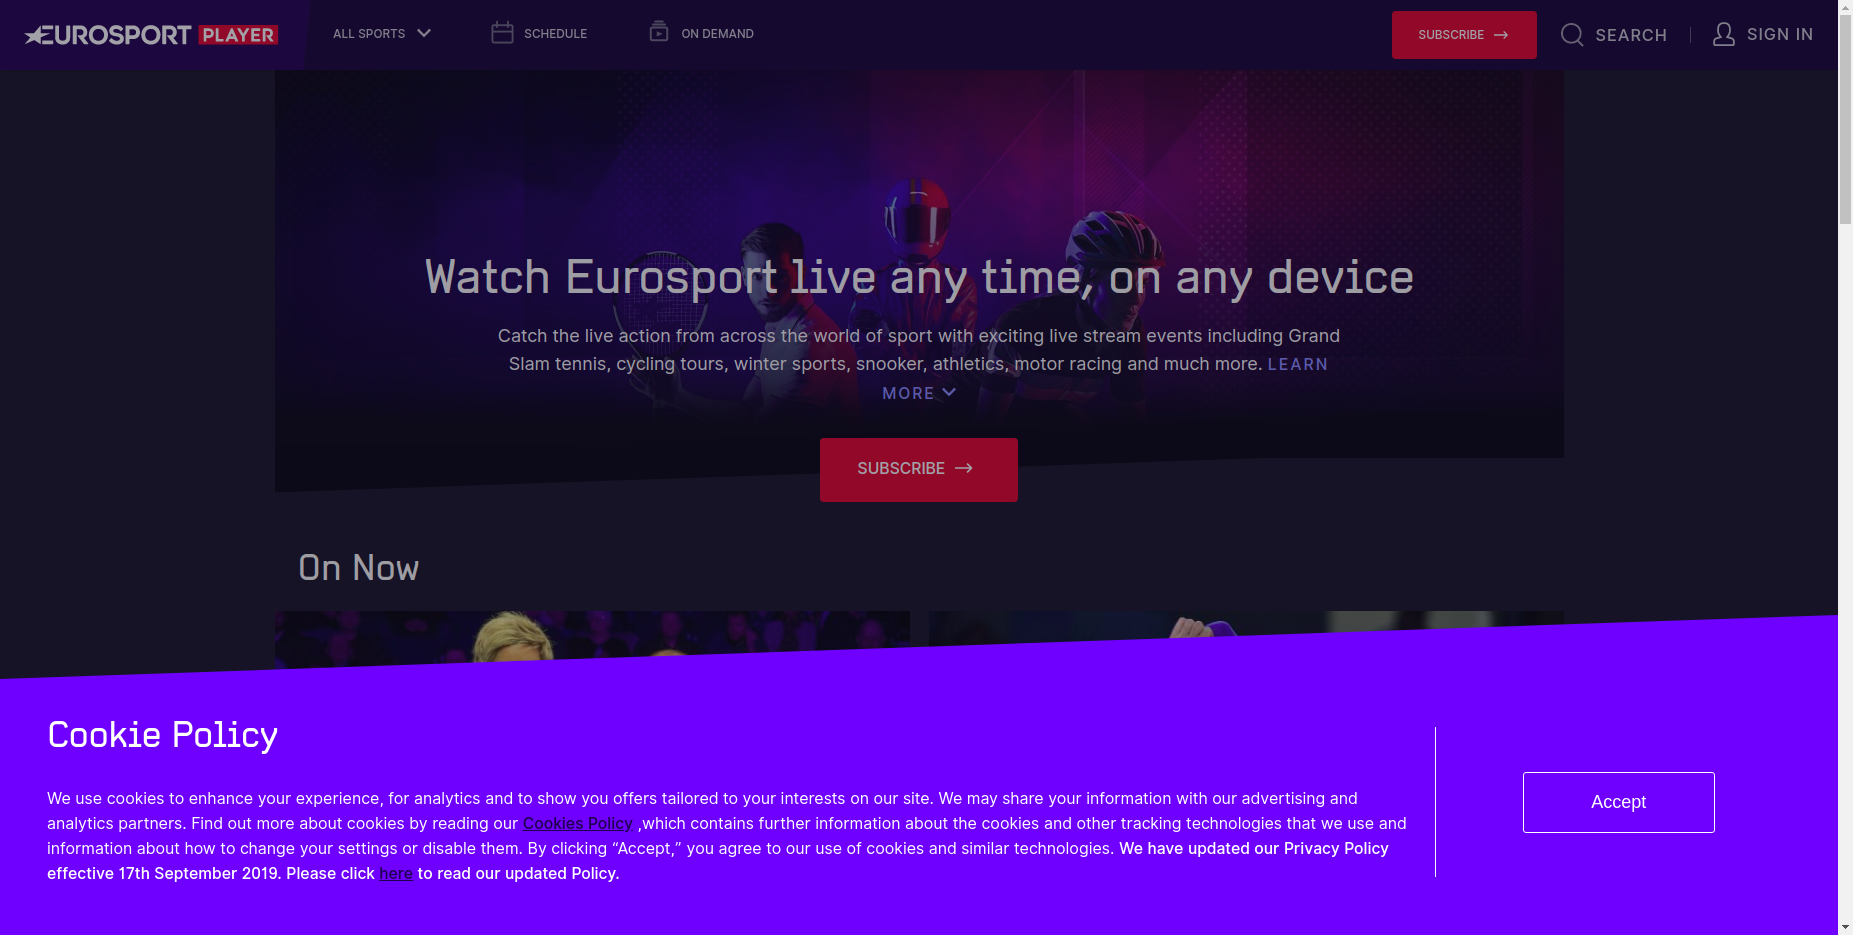 EUROSPORT PLAYER
ALL SPORTS
SCHEDULE
ON DEMAND
SUBSCRIBE
SEARCH
SIGN IN
Watch Eurosport live any time, on any device
Catch the live action from across the world of sport with exciting live stream events including Grand
Slam tennis, cycling tours, winter sports, snooker, athletics, motor racing and much more. LEARN
MORE
SUBSCRIBE
On Now
Cookie Policy
We use cookies to enhance your experience, for analytics and to show you offers tailored to your interests on our site. We may share your information with our advertising and
analytics partners. Find out more about cookies by reading our Cookies Policy ,which contains further information about the cookies and other tracking technologies that we use and
information about how to change your settings or disable them. By clicking “Accept,” you agree to our use of cookies and similar technologies. We have updated our Privacy Policy
effective 17th September 2019. Please click here to read our updated Policy.
Accept